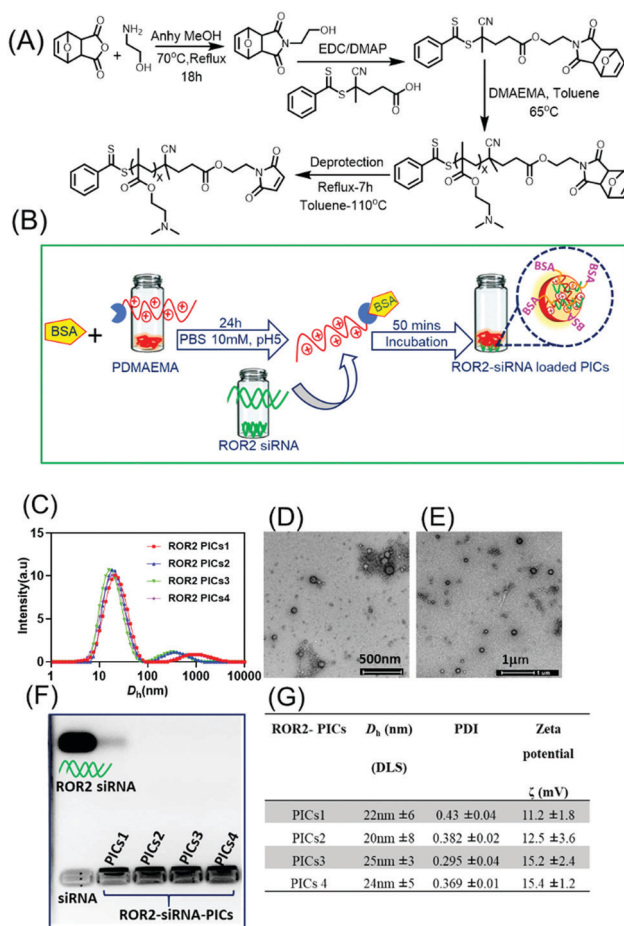 (A)
Anhy MeOH
70°C,Reflux
18h
EDC/DMAP
DMAEMA, Toluene
65°C
Deprotection
Reflux-7h
Toluene-110°C
(B)
BSA
+
PDMAEMA
24h
PBS 10mM, pH5
BSA
50 mins
Incubation
BSA
BSA
BSA
BSA
ROR2-siRNA loaded PICs
ROR2 siRNA
(C)
Intensity(a.u)
15
10
5
0
1 10 100 1000 10000
Dh(nm)
ROR2 PICs1
ROR2 PICs2
ROR2 PICs3
ROR2 PICs4
(D)
500nm
(E)
1µm
1 um
(F)
ROR2 siRNA
PICs1
PICs2
PICs3
PICs4
siRNA
ROR2-siRNA-PICs
(G)
ROR2- PICs Dh (nm) PDI Zeta
(DLS) potential
ζ (mV)
PICs1 22nm ±6 0.43 ±0.04 11.2 ±1.8
PICs2 20nm ±8 0.382 ±0.02 12.5 ±3.6
PICs3 25nm ±3 0.295 ±0.04 15.2 ±2.4
PICs 4 24nm ±5 0.369 ±0.01 15.4 ±1.2